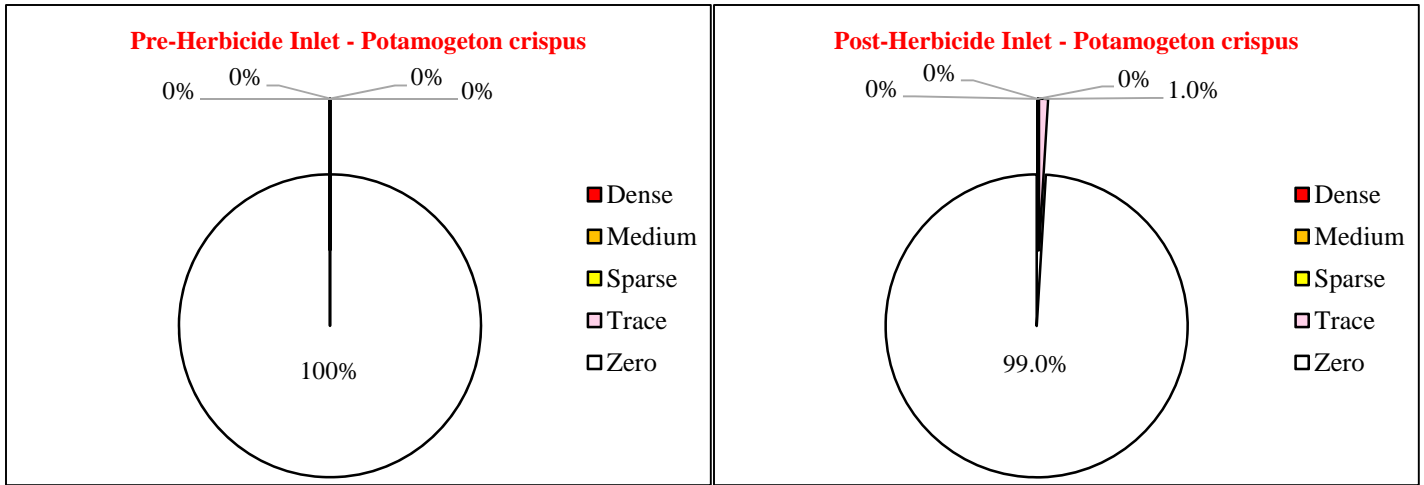 Pre-Herbicide Inlet - Potamogeton crispus
0%
0%
0%
0%
100%
Dense
Medium
Sparse
Trace
Zero
Post-Herbicide Inlet - Potamogeton crispus
0%
0%
0%
1.0%
99.0%
Dense
Medium
Sparse
Trace
Zero